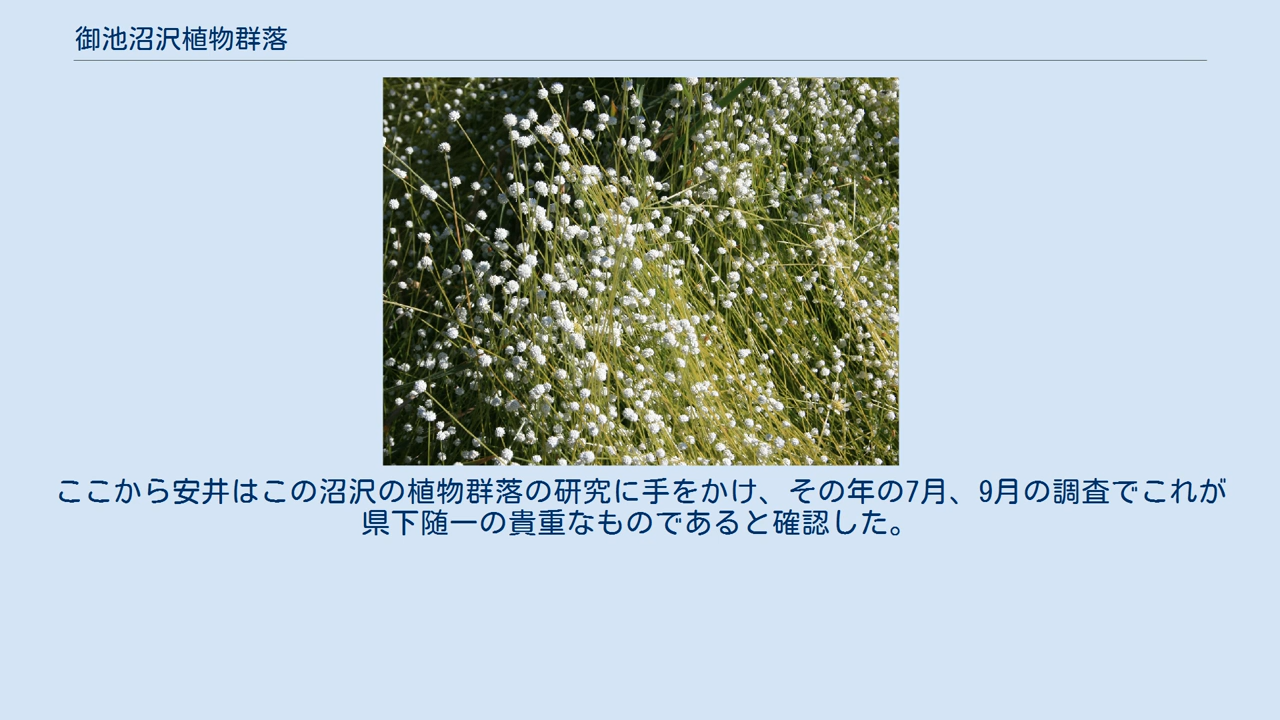 御池沼沢植物群落
ここから安井はこの沼沢の植物群落の研究に手をかけ、その年の7月、9月の調査でこれが
県下随一の貴重なものであると確認した。